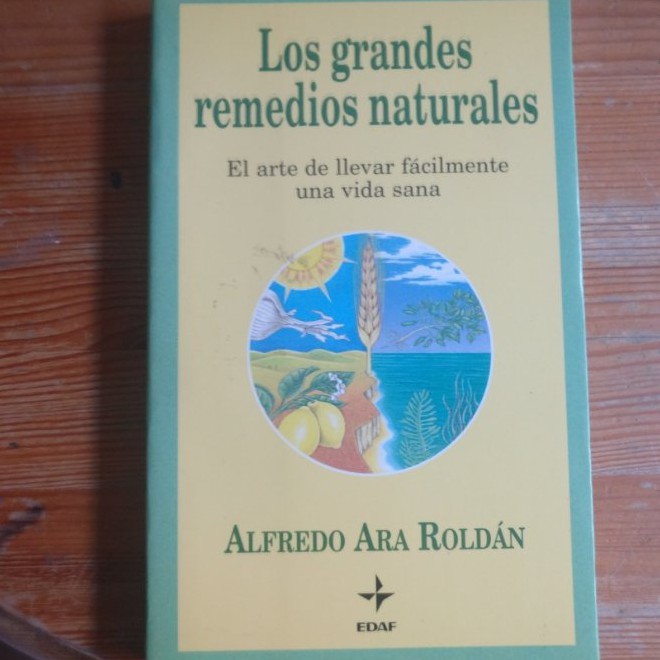 Los grandes
remedios naturales
El arte de llevar fácilmente
una vida sana
ALFREDO ARA ROLDÁN
EDAF